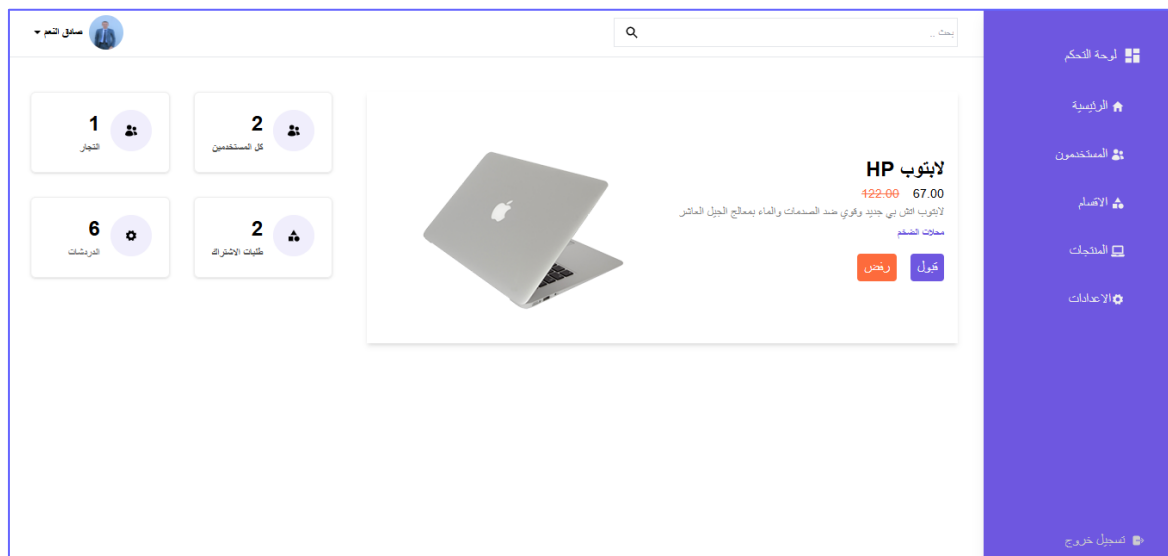 لوحة التحكم
الرئيسية
المستخدمون
الاقسام
المنتجات
الاعدادات
تسجيل خروج
بحث ..
صادق النعم
لابتوب HP
67.00 122.00
لابتوب اتش بي جديد وقوي ضد الصدمات والماء بمعالج الجيل العاشر
محلات الضخم
قبول رفض
2
كل المستخدمين
1
التجار
2
طلبات الاشتراك
6
الدردشات